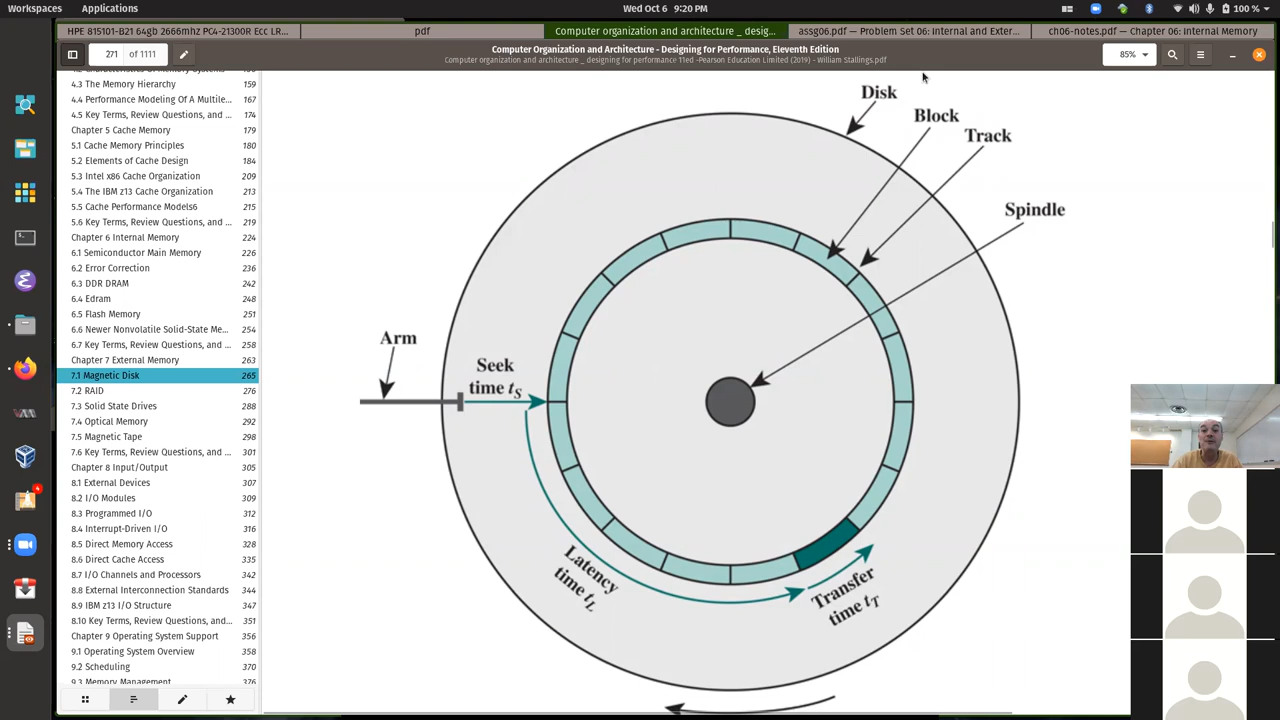 Workspaces
Applications
Wed Oct 6 9:20 PM
100 %
HPE 815101-B21 64gb 2666mhz PC4-21300R Ecc LR...
pdf
Computer organization and architecture _ desig...
assg06.pdf — Problem Set 06: Internal and Exter...
ch06-notes.pdf — Chapter 06: Internal Memory
271 of 1111
Computer Organization and Architecture - Designing for Performance, Eleventh Edition
Computer organization and architecture _ designing for performance 11ed -Pearson Education Limited (2019) - William Stallings.pdf
85%
4.3 The Memory Hierarchy 159
4.4 Performance Modeling Of A Multile... 167
4.5 Key Terms, Review Questions, and ... 174
Chapter 5 Cache Memory 179
5.1 Cache Memory Principles 180
5.2 Elements of Cache Design 184
5.3 Intel x86 Cache Organization 209
5.4 The IBM z13 Cache Organization 213
5.5 Cache Performance Models6 215
5.6 Key Terms, Review Questions, and ... 219
Chapter 6 Internal Memory 224
6.1 Semiconductor Main Memory 226
6.2 Error Correction 236
6.3 DDR DRAM 242
6.4 Edram 248
6.5 Flash Memory 251
6.6 Newer Nonvolatile Solid-State Me... 254
6.7 Key Terms, Review Questions, and ... 258
Chapter 7 External Memory 263
7.1 Magnetic Disk 265
7.2 RAID 276
7.3 Solid State Drives 288
7.4 Optical Memory 292
7.5 Magnetic Tape 298
7.6 Key Terms, Review Questions, and ... 301
Chapter 8 Input/Output 305
8.1 External Devices 307
8.2 I/O Modules 309
8.3 Programmed I/O 312
8.4 Interrupt-Driven I/O 316
8.5 Direct Memory Access 328
8.6 Direct Cache Access 335
8.7 I/O Channels and Processors 342
8.8 External Interconnection Standards 344
8.9 IBM z13 I/O Structure 347
8.10 Key Terms, Review Questions, and... 351
Chapter 9 Operating System Support 356
9.1 Operating System Overview 358
9.2 Scheduling 370
9.3 Memory Management 376
Disk
Block
Track
Spindle
Arm
Seek
time tS
Latency
time tL
Transfer
time tT